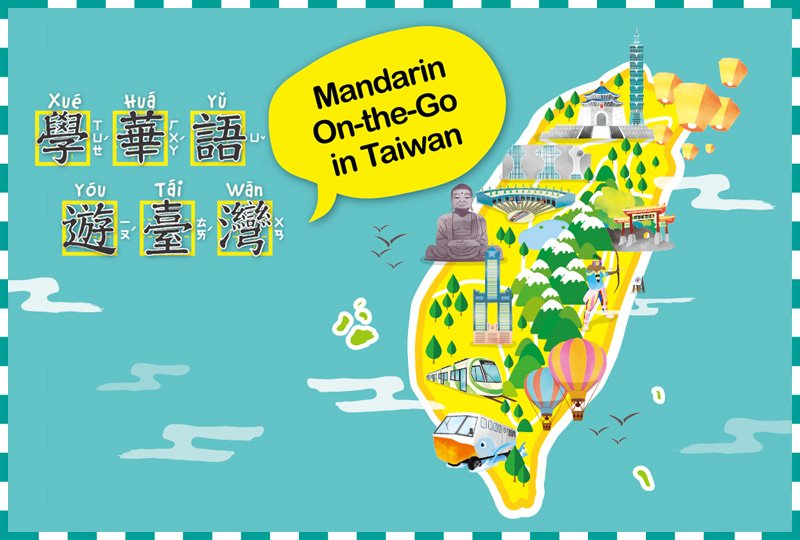 Xué Huá Yǔ
學ㄒㄩㄝˊ 華ㄏㄨㄚˊ 語ㄩˇ
Yóu Tái Wān
遊ㄧㄡˊ 臺ㄊㄞˊ 灣ㄨㄢ
Mandarin
On-the-Go
in Taiwan